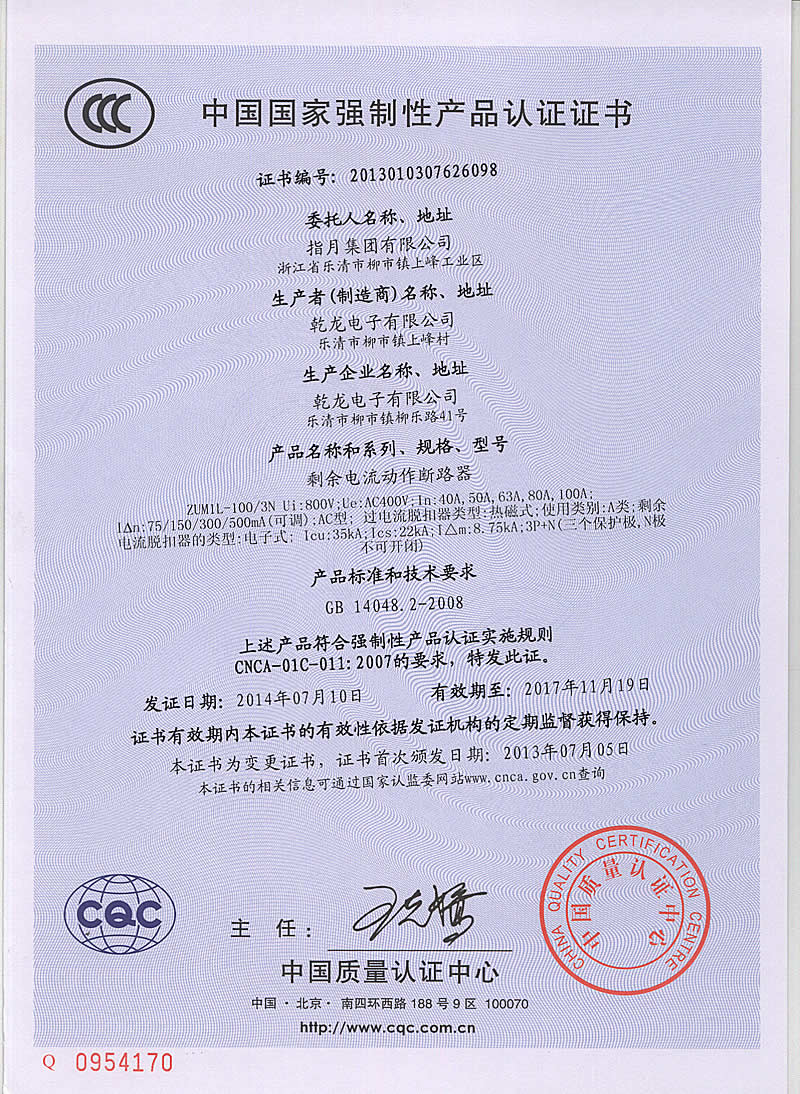 中国国家强制性产品认证证书
证书编号: 2013010307626098
委托人名称、地址
指月集团有限公司
浙江省乐清市柳市镇上峰工业区
生产者(制造商)名称、地址
乾龙电子有限公司
乐清市柳市镇上峰村
生产企业名称、地址
乾龙电子有限公司
乐清市柳市镇柳乐路41号
产品名称和系列、规格、型号
剩余电流动作断路器
ZUM1L-100/3N Ui:800V;Ue:AC400V;In:40A,50A,63A,80A,100A;
IΔn:75/150/300/500mA(可调);AC型; 过电流脱扣器类型:热磁式;使用类别:A类;剩余
电流脱扣器的类型:电子式; Icu:35kA;Ics:22kA;I△m:8.75kA;3P+N(三个保护极,N极
不可开闭)
产品标准和技术要求
GB 14048.2-2008
上述产品符合强制性产品认证实施规则
CNCA-01C-011:2007的要求, 特发此证。
发证日期: 2014年07月10日 有效期至: 2017年11月19日
证书有效期内本证书的有效性依据发证机构的定期监督获得保持。
本证书为变更证书, 证书首次颁发日期: 2013年07月05日
本证书的相关信息可通过国家认监委网站www.cnca.gov.cn查询
CQC
主 任:
CHINA QUALITY CERTIFICATION CENTRE
中国质量认证中心
中国质量认证中心
中国·北京·南四环西路 188 号 9 区 100070
http://www.cqc.com.cn
Q 0954170